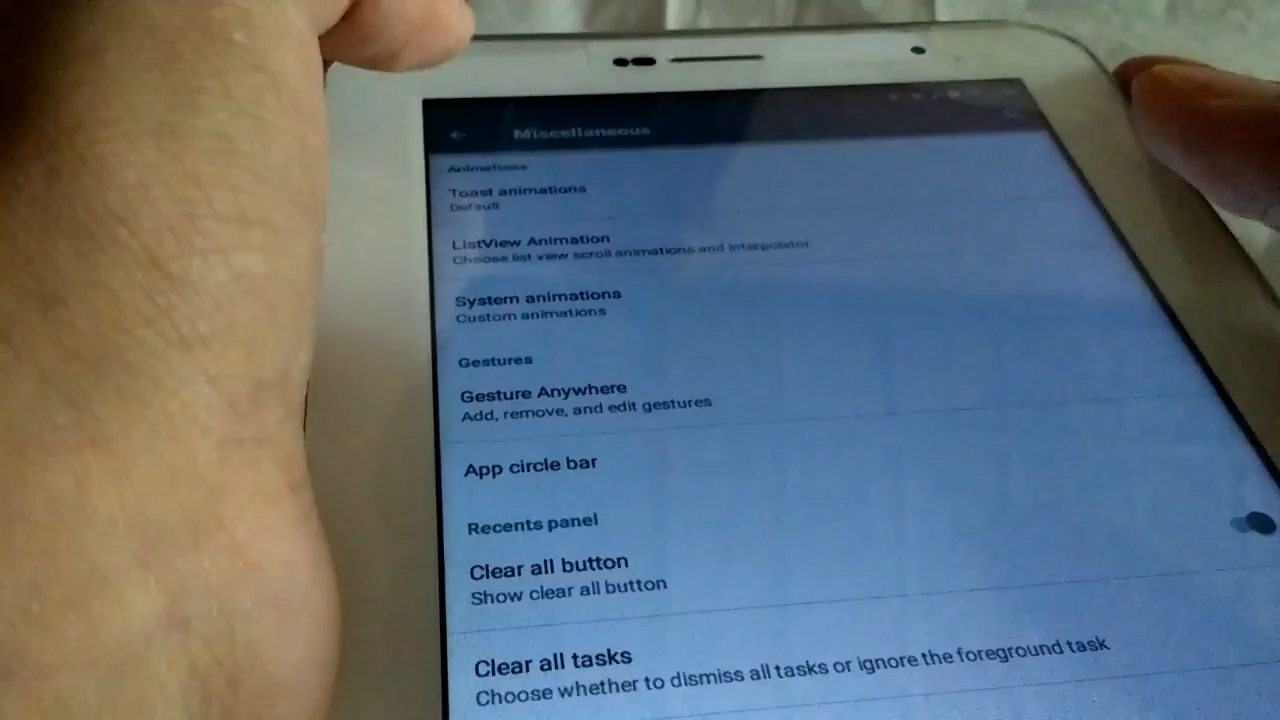 Miscellaneous
Animations
Toast animations
Default
ListView Animation
Choose list view scroll animations and interpolator
System animations
Custom animations
Gestures
Gesture Anywhere
Add, remove, and edit gestures
App circle bar
Recents panel
Clear all button
Show clear all button
Clear all tasks
Choose whether to dismiss all tasks or ignore the foreground task